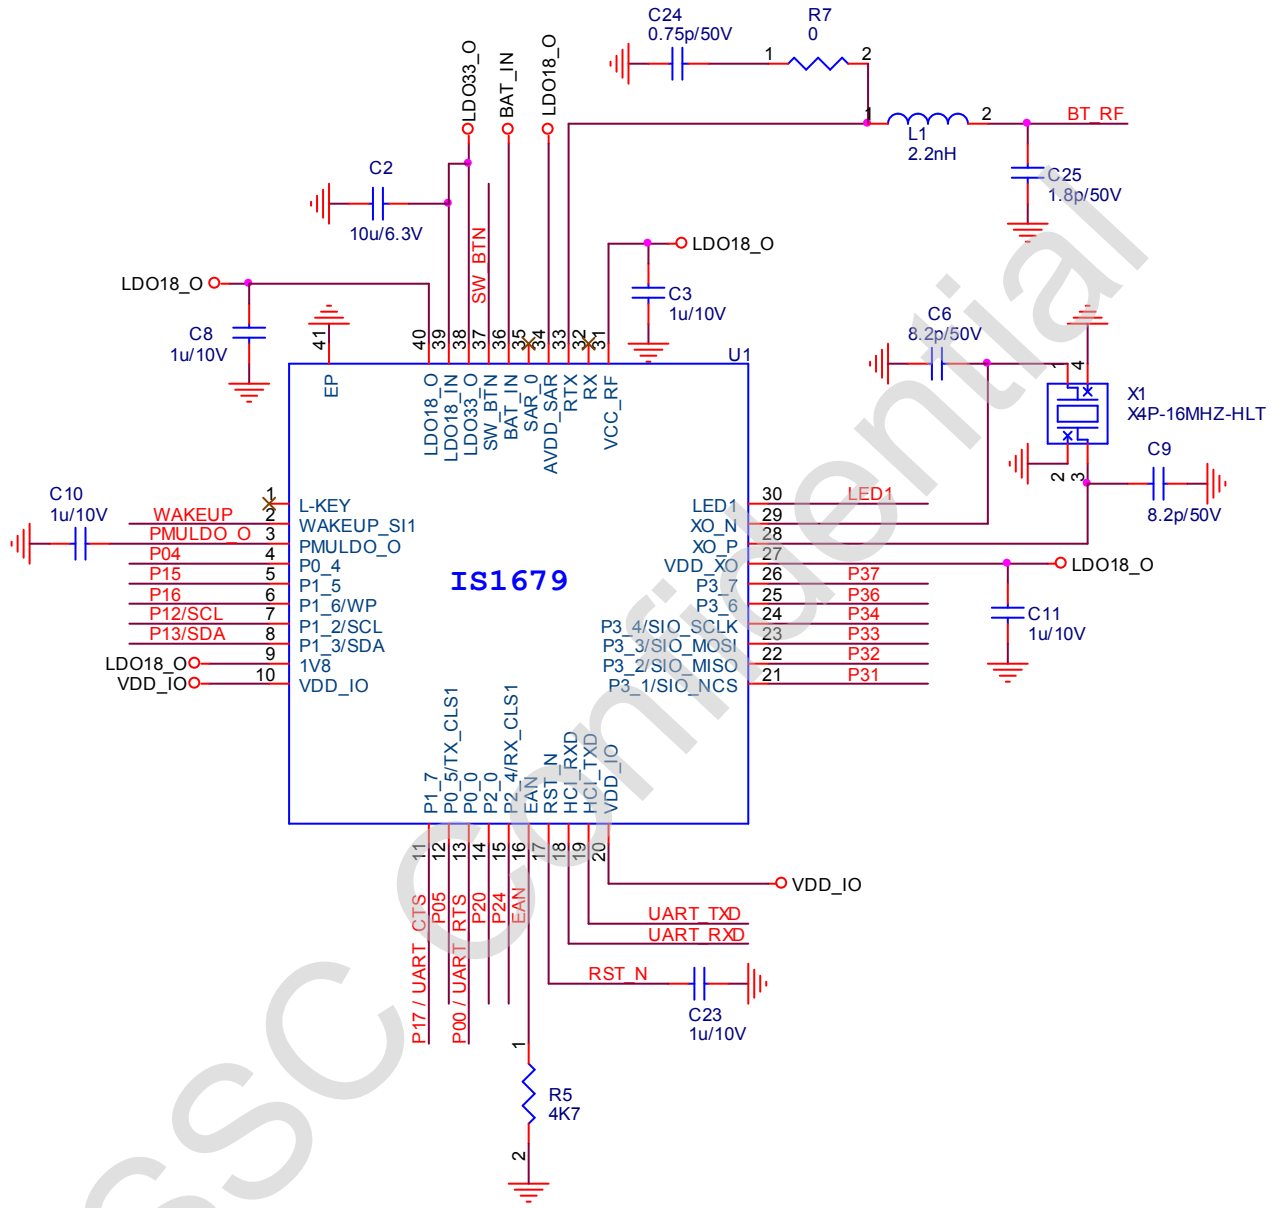 C24
0.75p/50V
R7
0
1
2
LDO33_O
BAT_IN
LDO18_O
1
2
BT_RF
L1
2.2nH
C2
10u/6.3V
C25
1.8p/50V
SW_BTN
LDO18_O
LDO18_O
C3
1u/10V
C8
1u/10V
C6
8.2p/50V
41
40
39
38
37
36
35
34
33
32
31
U1
EP
LDO18_O
LDO18_IN
LDO33_O
SW_BTN
BAT_IN
SAR_0
AVDD_SAR
RTX
RX
VCC_RF
1
4
X1
X4P-16MHZ-HLT
2
3
C9
8.2p/50V
C10
1u/10V
1
L-KEY
WAKEUP
2
WAKEUP_SI1
PMULDO_O
3
PMULDO_O
P04
4
P0_4
P15
5
P1_5
P16
6
P1_6/WP
P12/SCL
7
P1_2/SCL
P13/SDA
8
P1_3/SDA
LDO18_O
9
1V8
VDD_IO
10
VDD_IO
IS1679
LED1
30
LED1
XO_N
29
XO_P
28
VDD_XO
27
LDO18_O
P3_7
26
P37
P3_6
25
P36
P3_4/SIO_SCLK
24
P34
P3_3/SIO_MOSI
23
P33
P3_2/SIO_MISO
22
P32
P3_1/SIO_NCS
21
P31
C11
1u/10V
P1_7
P0_5/TX_CLS1
P0_0
P2_0
P2_4/RX_CLS1
EAN
RST_N
HCI_RXD
HCI_TXD
VDD_IO
11
12
13
14
15
16
17
18
19
20
P17 / UART_CTS
P05
P00 / UART_RTS
P20
P24
EAN
VDD_IO
UART_TXD
UART_RXD
RST_N
C23
1u/10V
1
R5
4K7
2
SSC Confidential